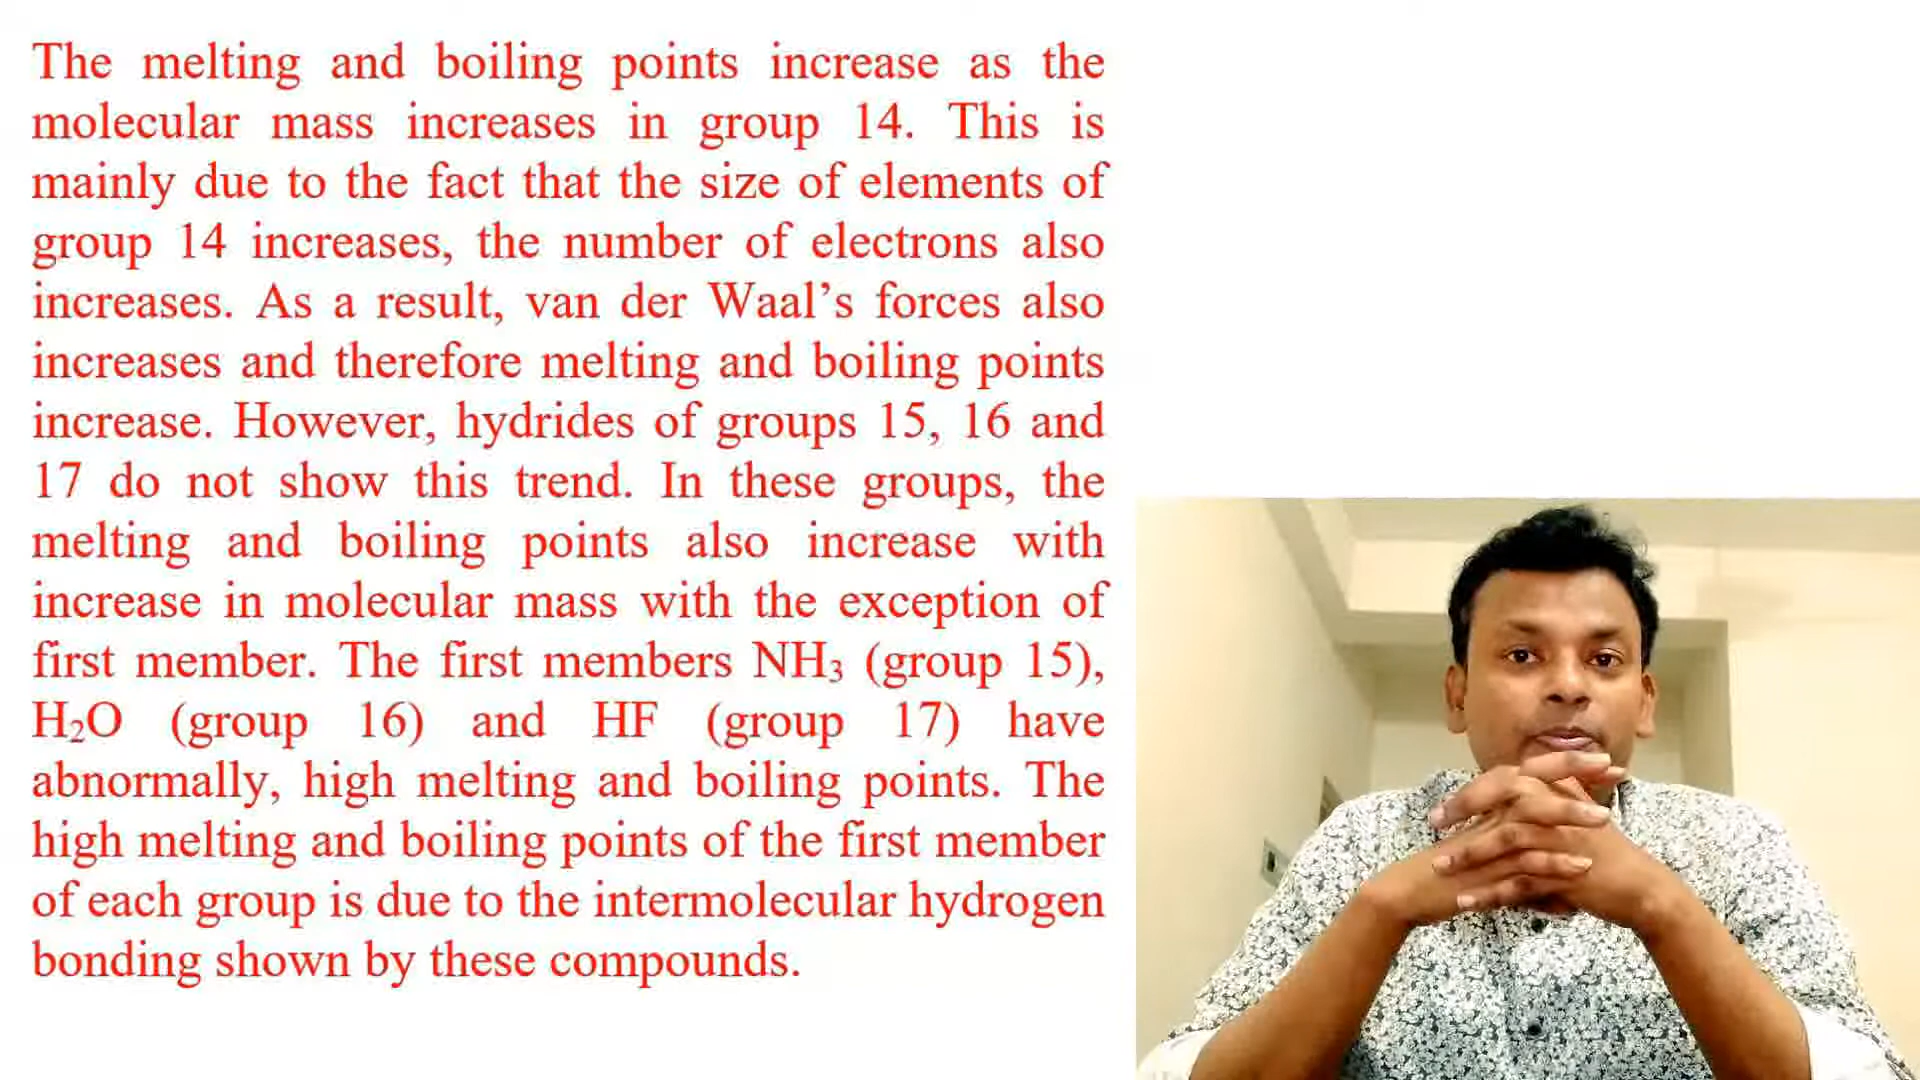 The melting and boiling points increase as the
molecular mass increases in group 14. This is
mainly due to the fact that the size of elements of
group 14 increases, the number of electrons also
increases. As a result, van der Waal’s forces also
increases and therefore melting and boiling points
increase. However, hydrides of groups 15, 16 and
17 do not show this trend. In these groups, the
melting and boiling points also increase with
increase in molecular mass with the exception of
first member. The first members NH₃ (group 15),
H₂O (group 16) and HF (group 17) have
abnormally, high melting and boiling points. The
high melting and boiling points of the first member
of each group is due to the intermolecular hydrogen
bonding shown by these compounds.